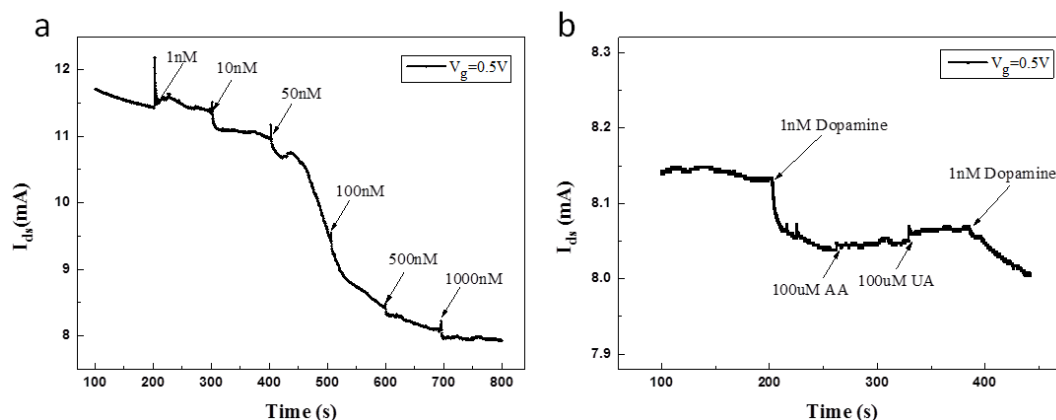 a
12
11
10
9
8
I_ds(mA)
100 200 300 400 500 600 700 800
Time (s)
1nM
10nM
50nM
100nM
500nM
1000nM
V_g=0.5V
b
8.3
8.2
8.1
8.0
7.9
I_ds (mA)
100 200 300 400
Time (s)
V_g=0.5V
1nM Dopamine
100uM AA
100uM UA
1nM Dopamine